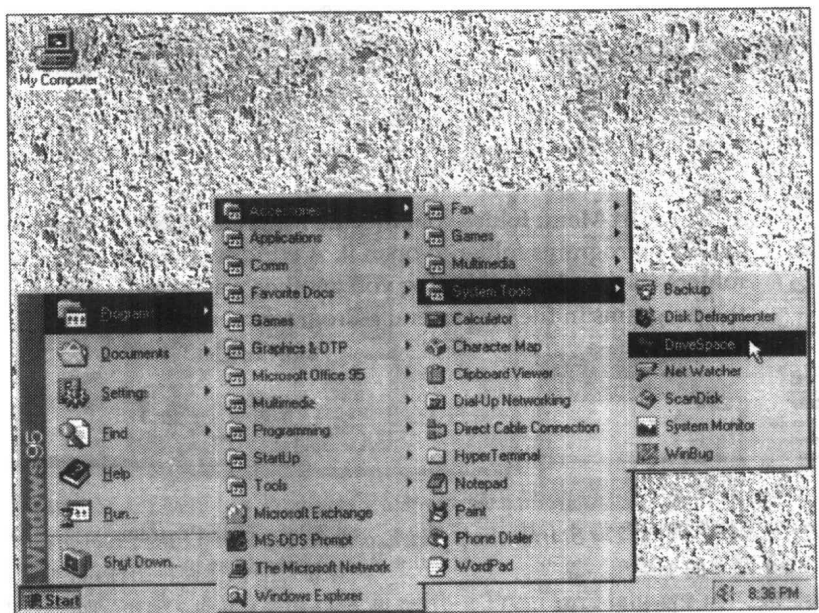 My Computer
Windows 95
Programs
Documents
Settings
Find
Help
Run...
Shut Down...
Start
Accessories
Applications
Comm
Favorite Docs
Games
Graphics & DTP
Microsoft Office 95
Multimedia
Programming
StartUp
Tools
Microsoft Exchange
MS-DOS Prompt
The Microsoft Network
Windows Explorer
Fax
Games
Multimedia
System Tools
Calculator
Character Map
Clipboard Viewer
Dial-Up Networking
Direct Cable Connection
HyperTerminal
Notepad
Paint
Phone Dialer
WordPad
Backup
Disk Defragmenter
DriveSpace
Net Watcher
ScanDisk
System Monitor
WinBug
8:36 PM